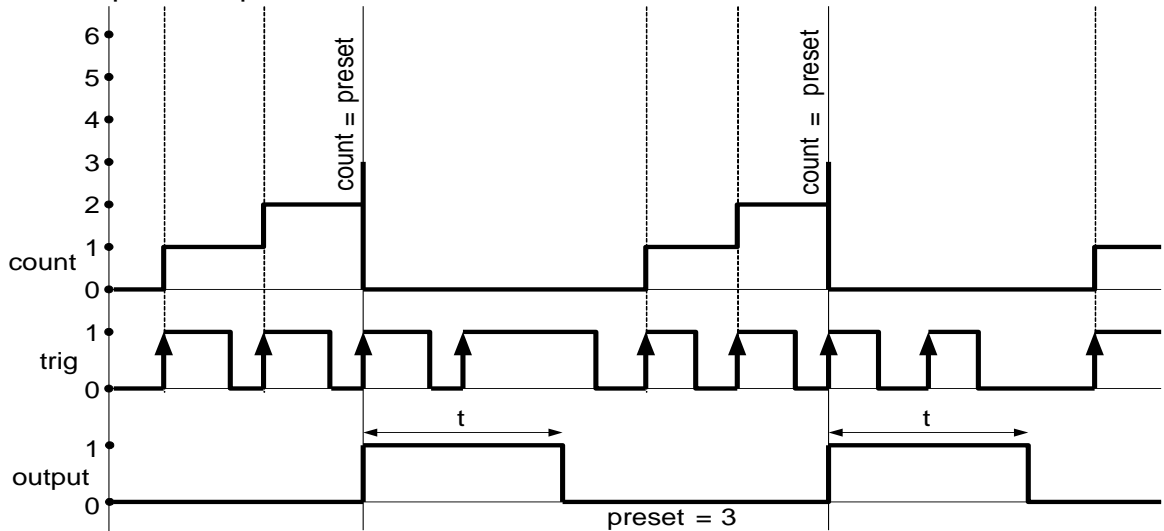 6
5
4
3
2
1
0
count
count = preset
count = preset
1
0
trig
t
t
1
0
output
preset = 3